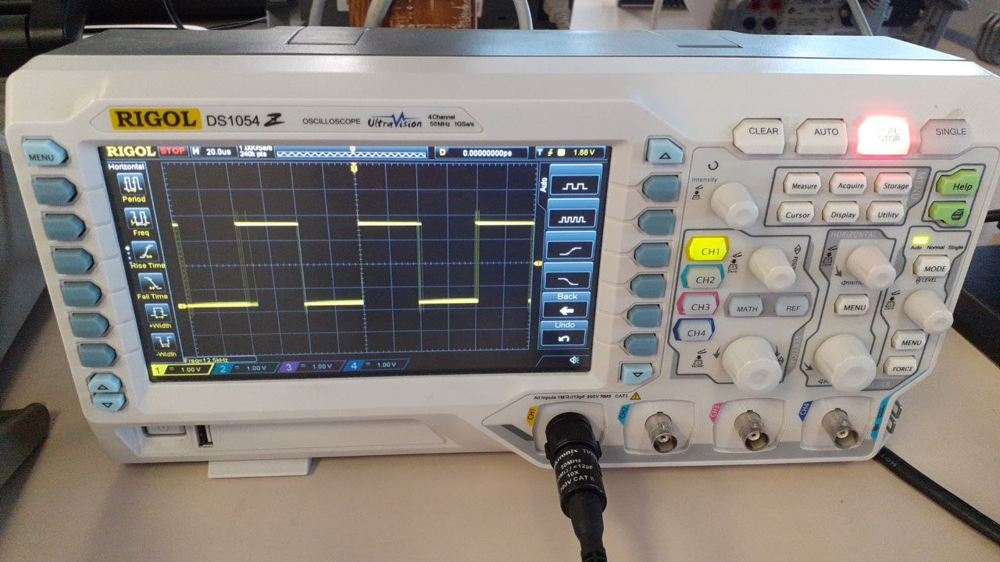 RIGOL DS1054 Z OSCILLOSCOPE UltraVision 4 Channel
50MHz 1GSa/s
CLEAR AUTO RUN STOP SINGLE
MENU
RIGOL STOP H 20.0us 1.00GSa/s
240k pts
D 0.00000000ps T 1 1.66 V
Horizontal
Period
Freq
Rise Time
Fall Time
+Width
-Width
Auto
Back
Undo
Freq=12.5kHz
1 = 1.00 V 2 = 1.00 V 3 = 1.00 V 4 = 1.00 V
Intensity
Measure Acquire Storage
Cursor Display Utility
MENU
Help
CH1
CH2
CH3
CH4
MATH REF
HORIZONTAL
MENU
Auto Normal Single
MODE
LEVEL
MENU
FORCE
All Inputs 1MΩ//13pF 300V RMS CAT I
CH1 CH2 CH3 CH4
50MHz
10X
300V CAT II